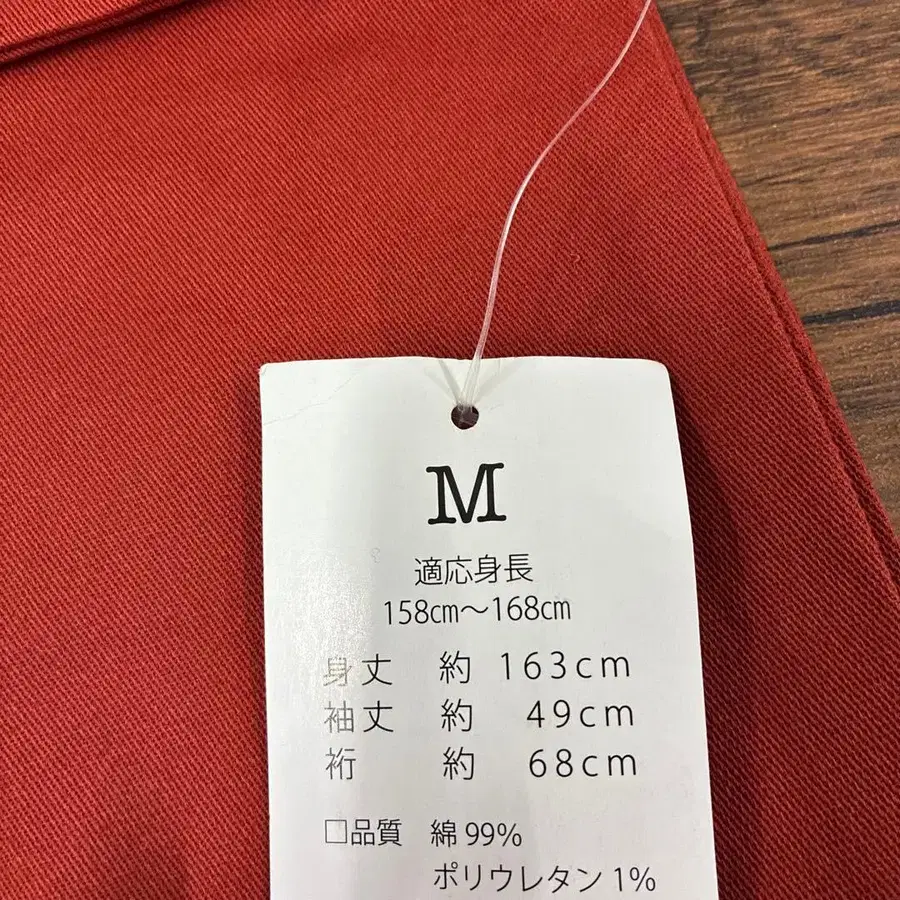 M
適応身長
158㎝～168㎝
身丈 約 163cm
袖丈 約 49cm
裄 約 68cm
□品質 綿 99%
ポリウレタン 1%